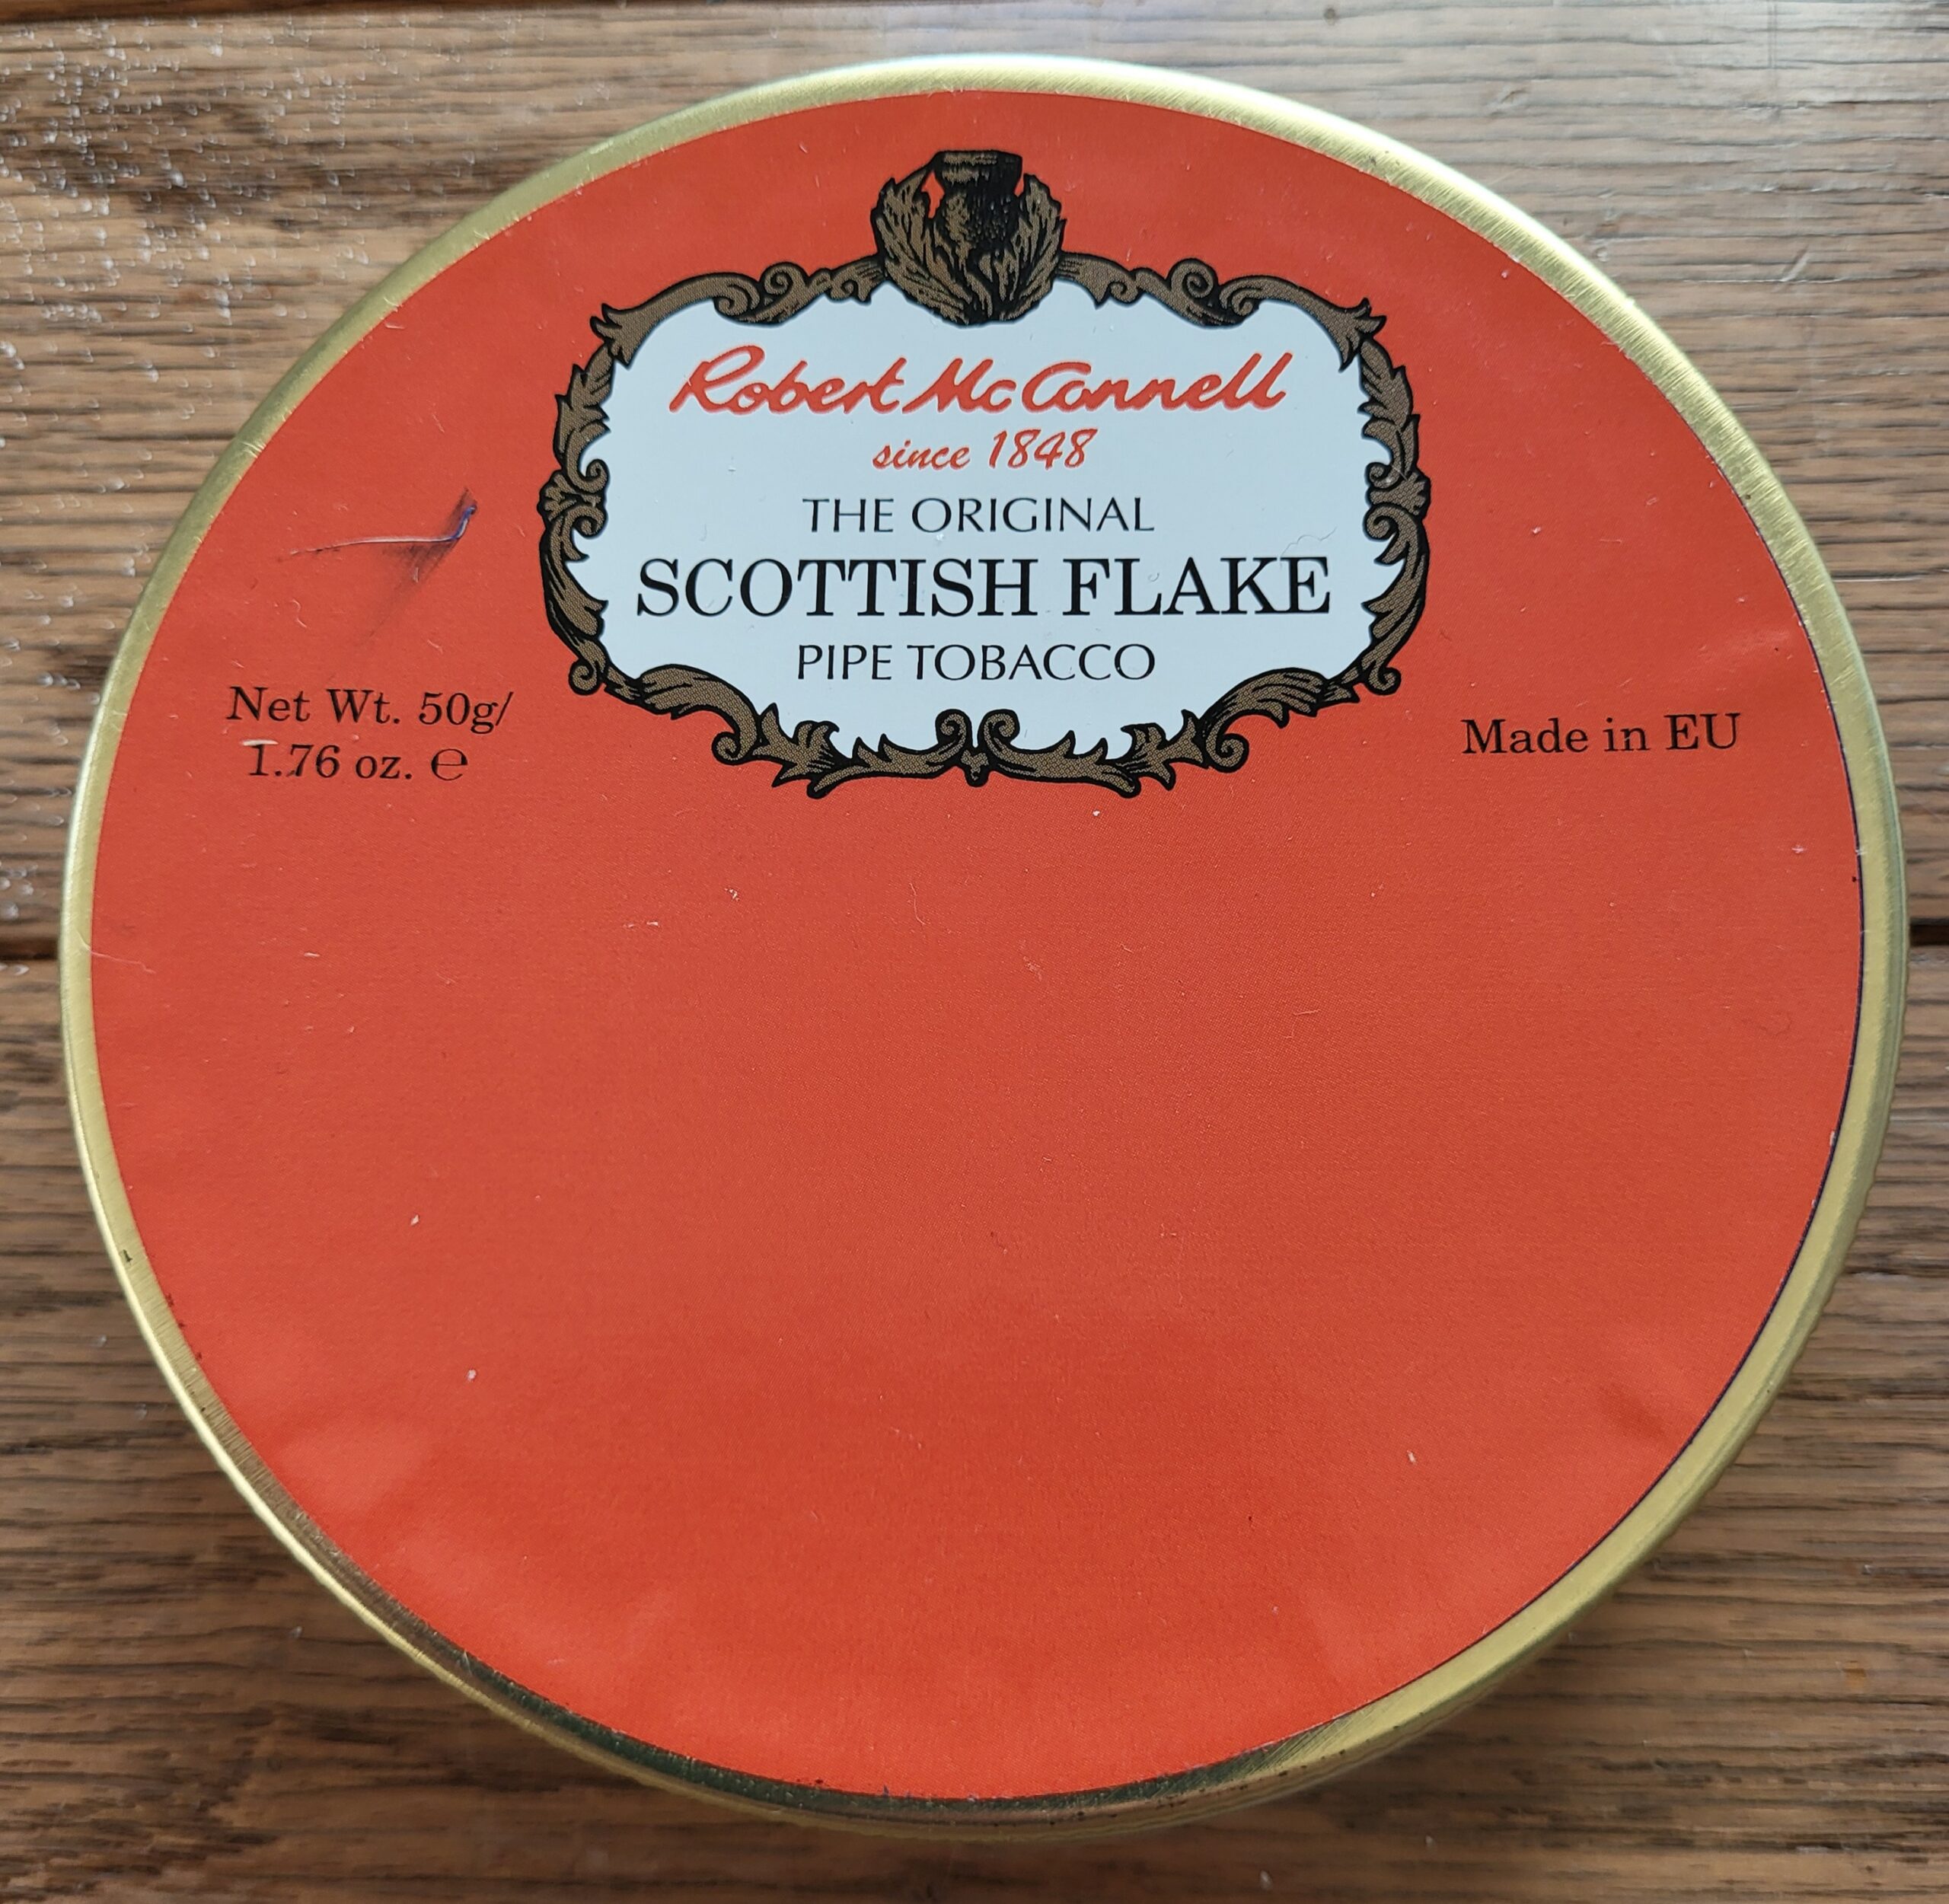 Robert McConnell
since 1848
THE ORIGINAL
SCOTTISH FLAKE
PIPE TOBACCO
Net Wt. 50g/
1.76 oz. ℮
Made in EU